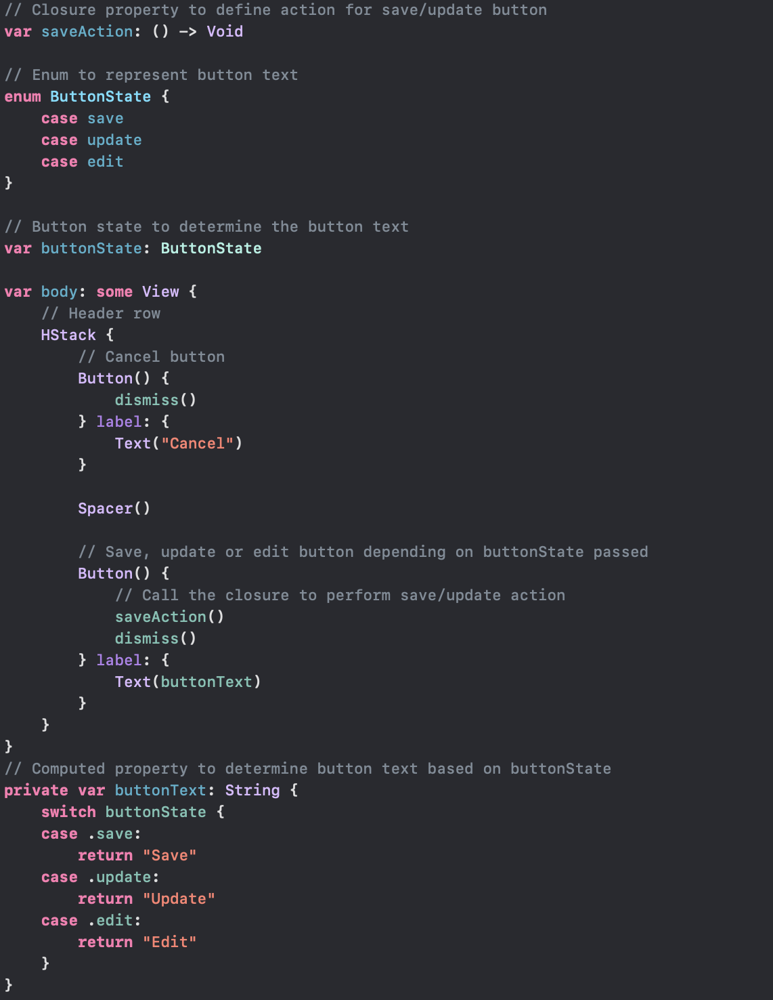 // Closure property to define action for save/update button
var saveAction: () -> Void

// Enum to represent button text
enum ButtonState {
    case save
    case update
    case edit
}

// Button state to determine the button text
var buttonState: ButtonState

var body: some View {
    // Header row
    HStack {
        // Cancel button
        Button() {
            dismiss()
        } label: {
            Text("Cancel")
        }

        Spacer()

        // Save, update or edit button depending on buttonState passed
        Button() {
            // Call the closure to perform save/update action
            saveAction()
            dismiss()
        } label: {
            Text(buttonText)
        }
    }
}
// Computed property to determine button text based on buttonState
private var buttonText: String {
    switch buttonState {
    case .save:
        return "Save"
    case .update:
        return "Update"
    case .edit:
        return "Edit"
    }
}